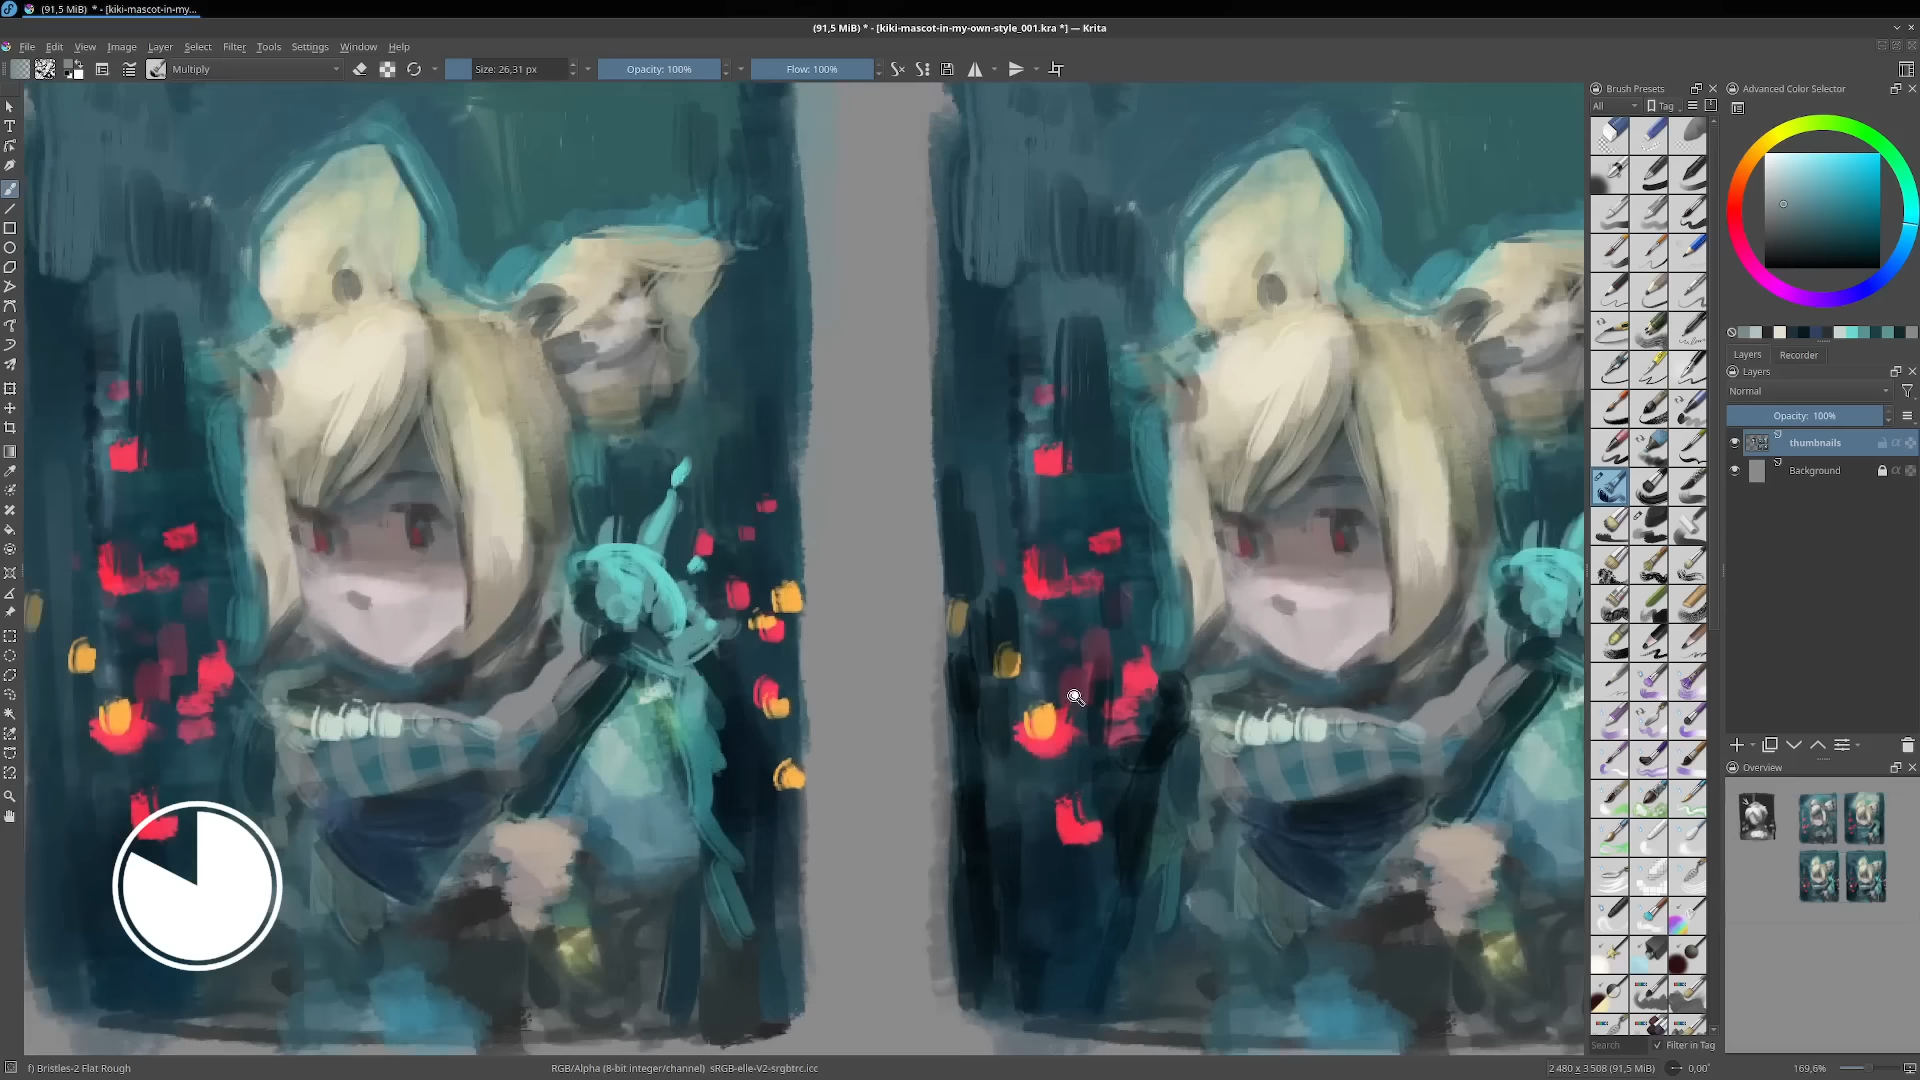 (91,5 MiB) * - [kiki-mascot-in-my...
(91,5 MiB) * - [kiki-mascot-in-my-own-style_001.kra *] — Krita
File Edit View Image Layer Select Filter Tools Settings Window Help
Multiply
Size: 26,31 px
Opacity: 100%
Flow: 100%
Brush Presets
All
Tag
Advanced Color Selector
Layers
Recorder
Layers
Normal
Opacity: 100%
thumbnails
Background
Overview
Search
Filter in Tag
f) Bristles-2 Flat Rough
RGB/Alpha (8-bit integer/channel) sRGB-elle-V2-srgbtrc.icc
2 480 x 3 508 (91,5 MiB)
0,00°
169,6%